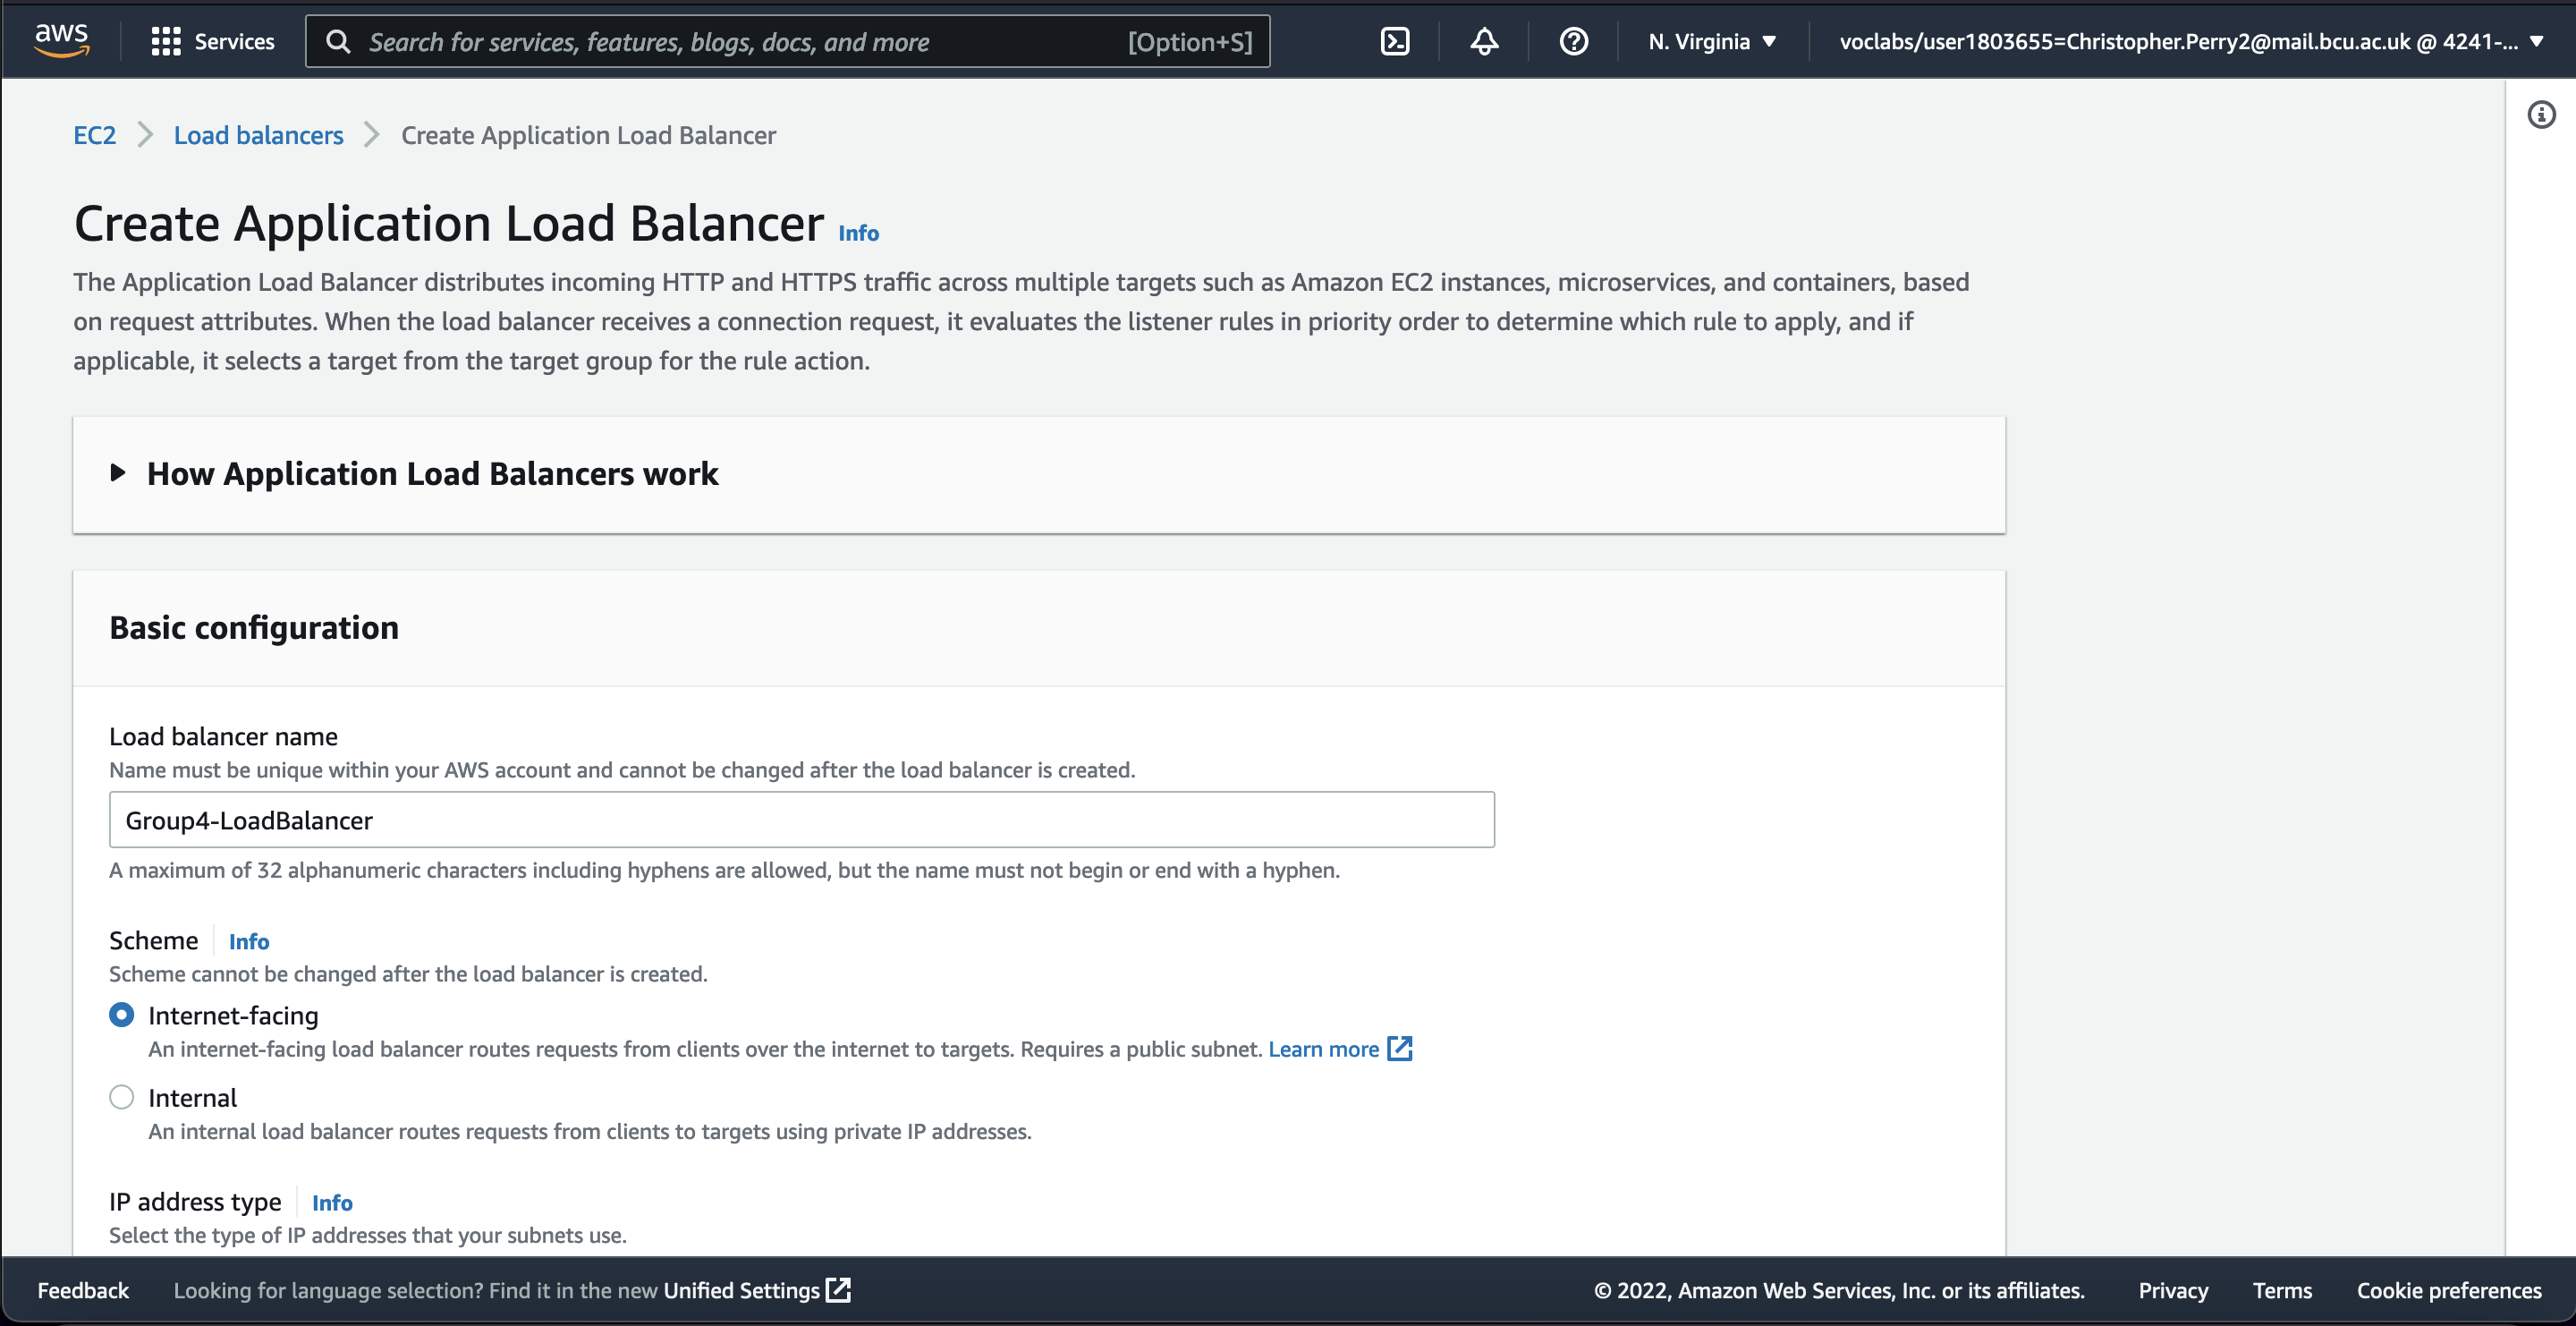 aws
Services
Search for services, features, blogs, docs, and more [Option+S]
N. Virginia
voclabs/user1803655=Christopher.Perry2@mail.bcu.ac.uk @ 4241-...
EC2 > Load balancers > Create Application Load Balancer
Create Application Load Balancer Info
The Application Load Balancer distributes incoming HTTP and HTTPS traffic across multiple targets such as Amazon EC2 instances, microservices, and containers, based
on request attributes. When the load balancer receives a connection request, it evaluates the listener rules in priority order to determine which rule to apply, and if
applicable, it selects a target from the target group for the rule action.
How Application Load Balancers work
Basic configuration
Load balancer name
Name must be unique within your AWS account and cannot be changed after the load balancer is created.
Group4-LoadBalancer
A maximum of 32 alphanumeric characters including hyphens are allowed, but the name must not begin or end with a hyphen.
Scheme Info
Scheme cannot be changed after the load balancer is created.
Internet-facing
An internet-facing load balancer routes requests from clients over the internet to targets. Requires a public subnet. Learn more
Internal
An internal load balancer routes requests from clients to targets using private IP addresses.
IP address type Info
Select the type of IP addresses that your subnets use.
Feedback Looking for language selection? Find it in the new Unified Settings © 2022, Amazon Web Services, Inc. or its affiliates. Privacy Terms Cookie preferences